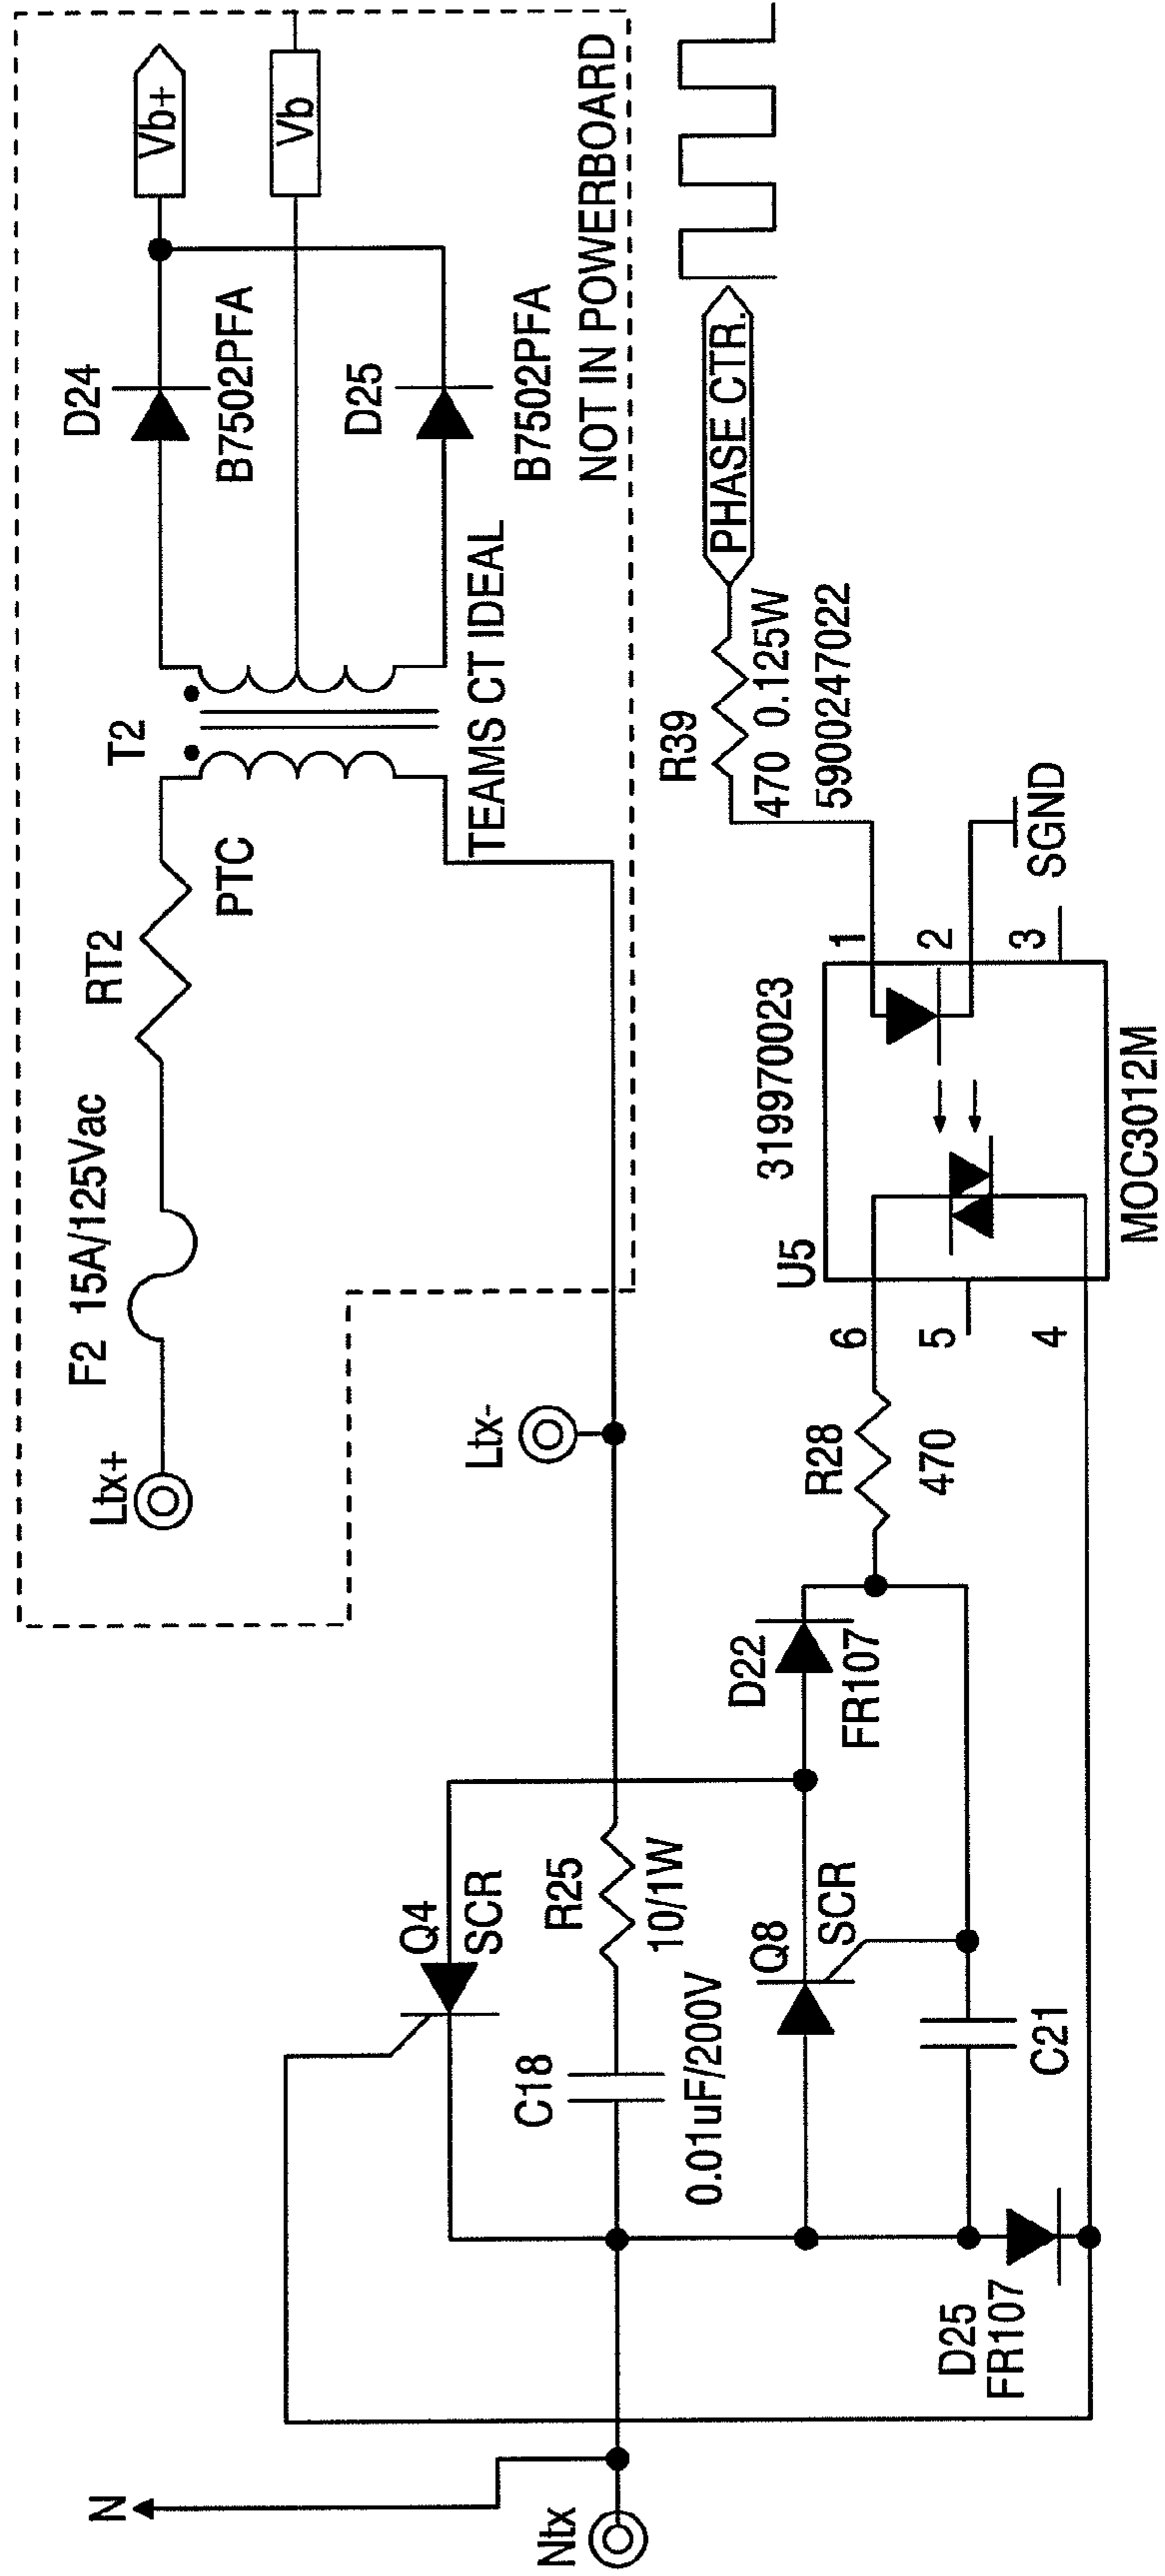 N
Ntx
Q4
SCR
C18
0.01uF/200V
R25
10/1W
Q8
SCR
D25
FR107
C21
D22
FR107
R28
470
Ltx+
Ltx-
F2 15A/125Vac
RT2
PTC
T2
TEAMS CT IDEAL
D24
B7502PFA
D25
B7502PFA
Vb+
Vb
NOT IN POWERBOARD
U5
319970023
6
5
4
1
2
3
MOC3012M
SGND
R39
470 0.125W
5900247022
PHASE CTR.